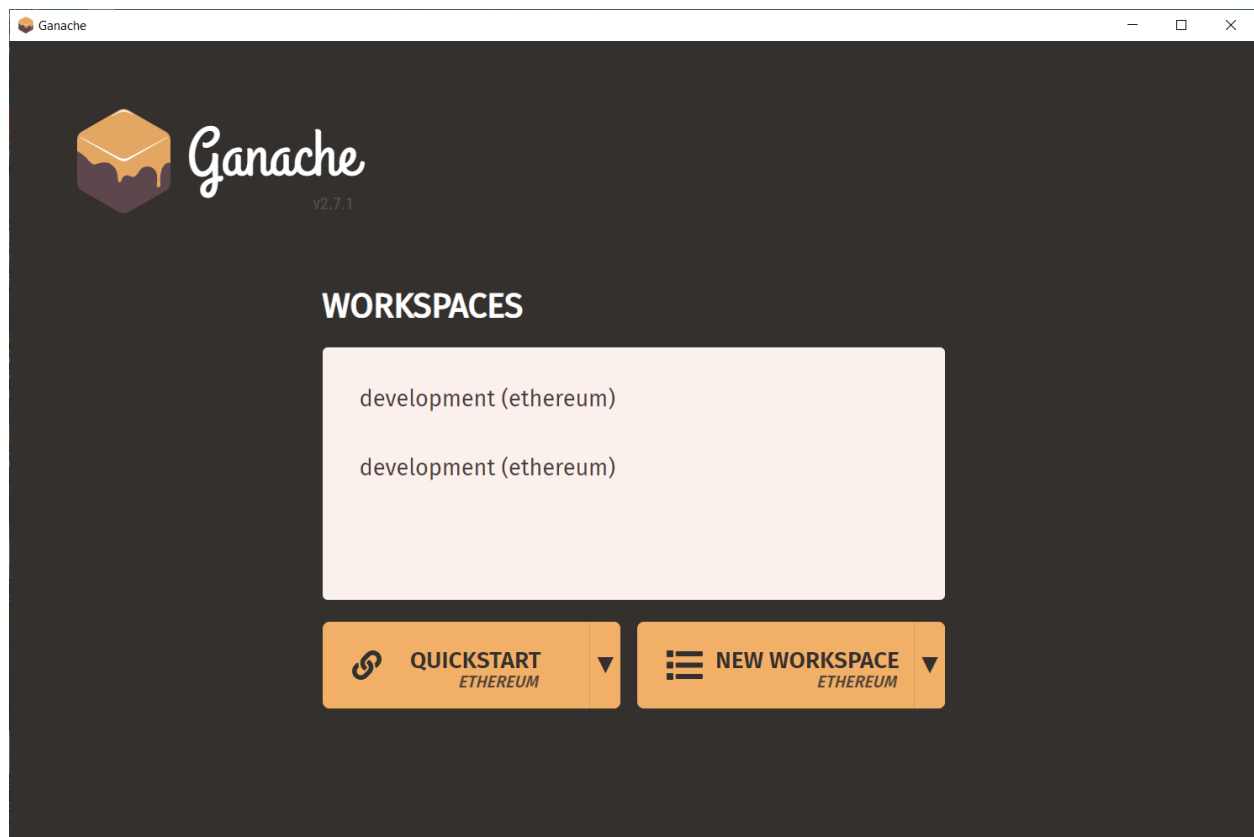 Ganache
Ganache
v2.7.1
WORKSPACES
development (ethereum)
development (ethereum)
QUICKSTART
ETHEREUM
NEW WORKSPACE
ETHEREUM